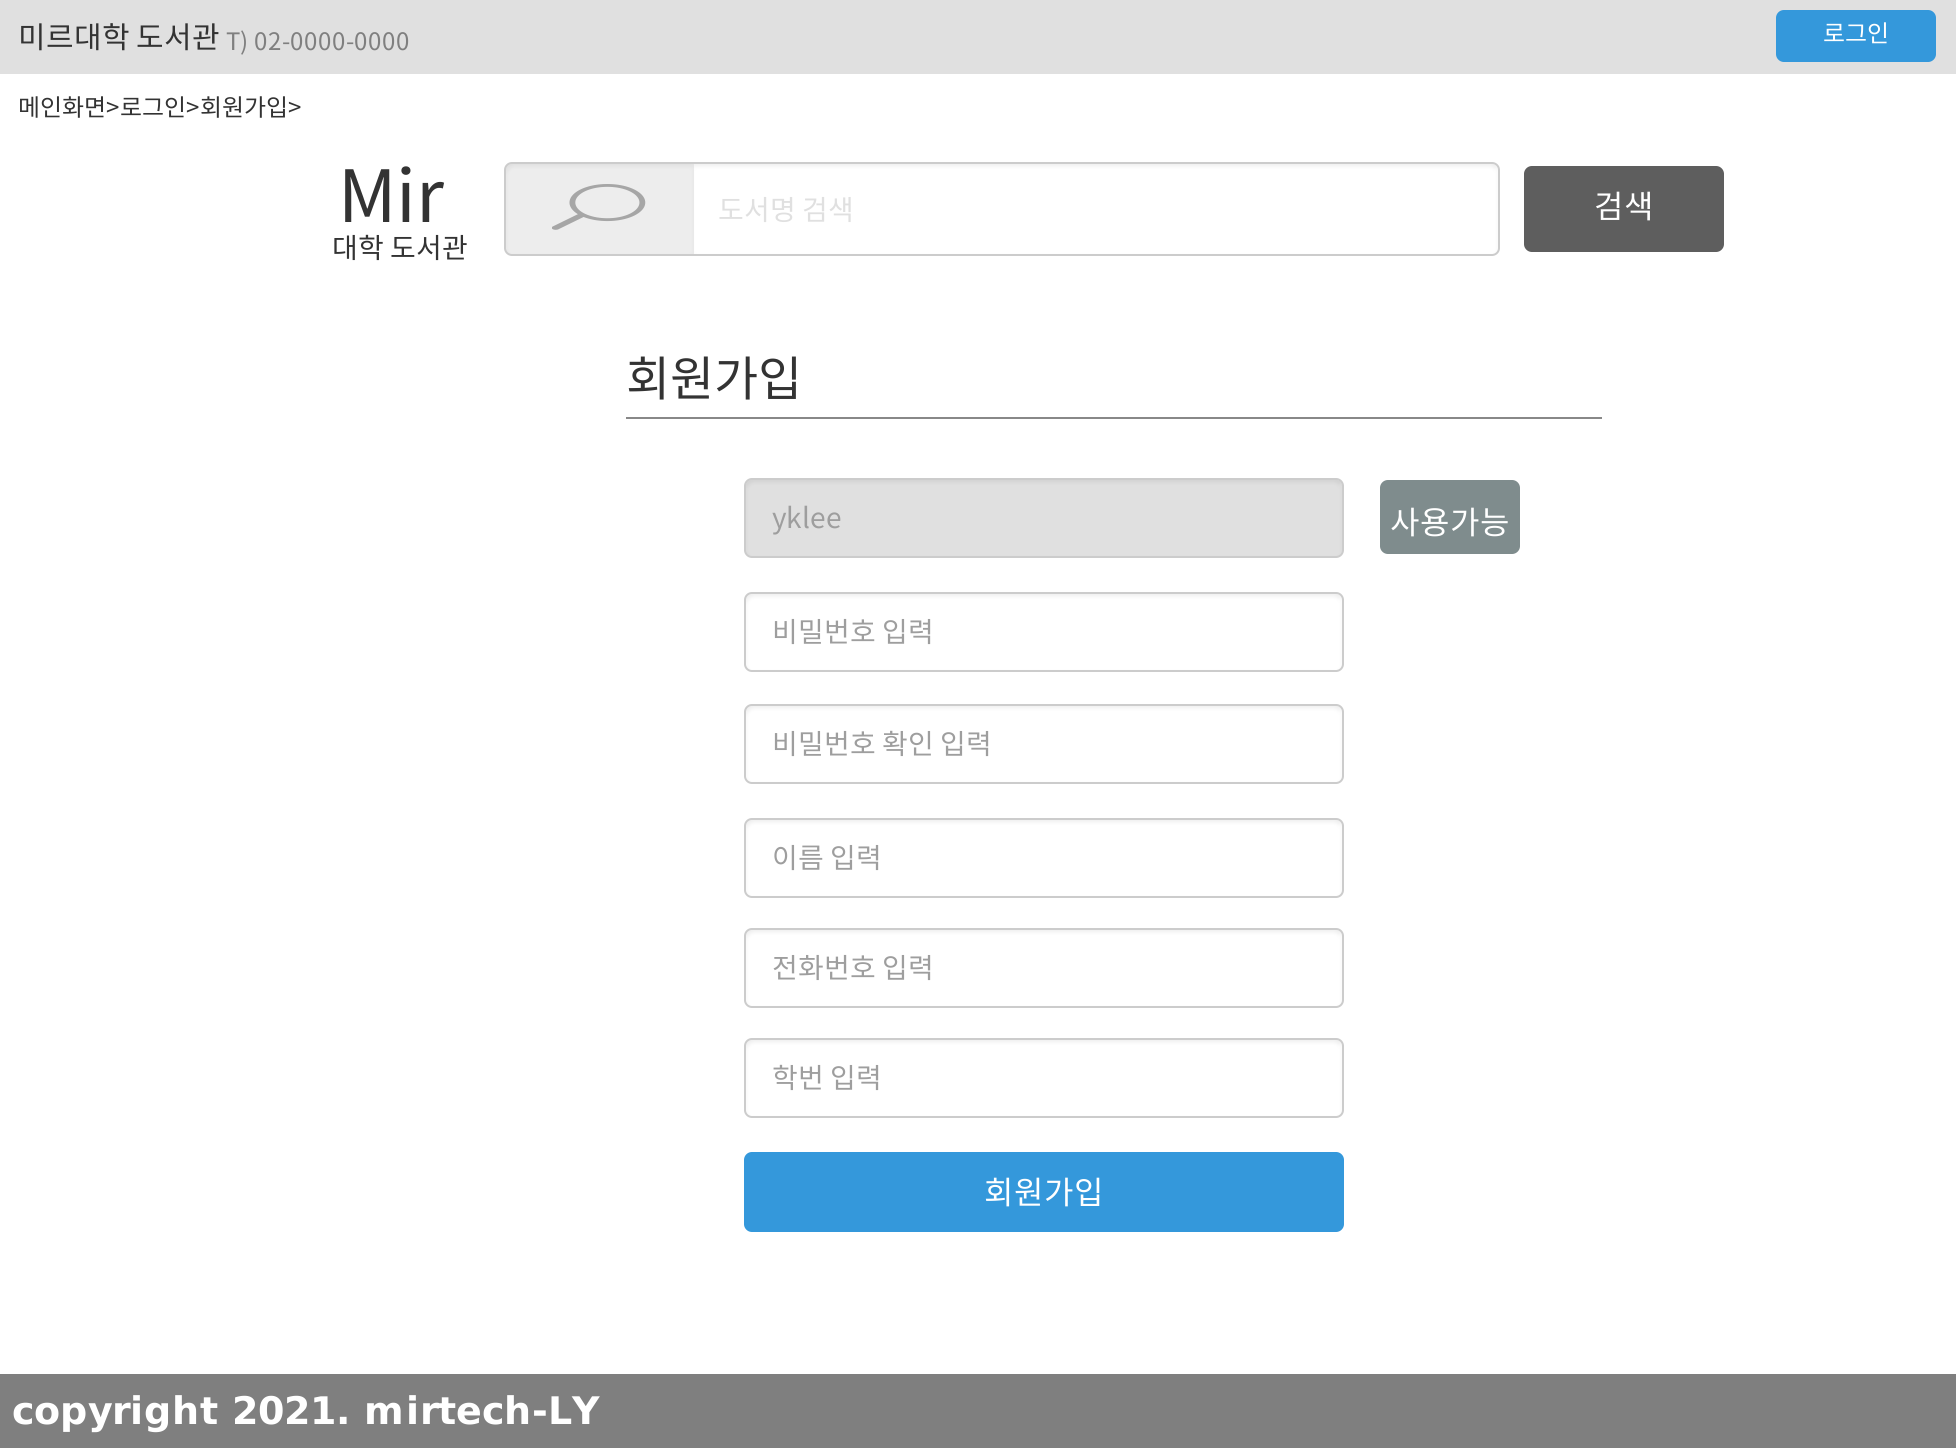 미르대학 도서관 T) 02-0000-0000
로그인
메인화면>로그인>회원가입>
Mir
대학 도서관
도서명 검색
검색
회원가입
yklee
사용가능
비밀번호 입력
비밀번호 확인 입력
이름 입력
전화번호 입력
학번 입력
회원가입
copyright 2021. mirtech-LY